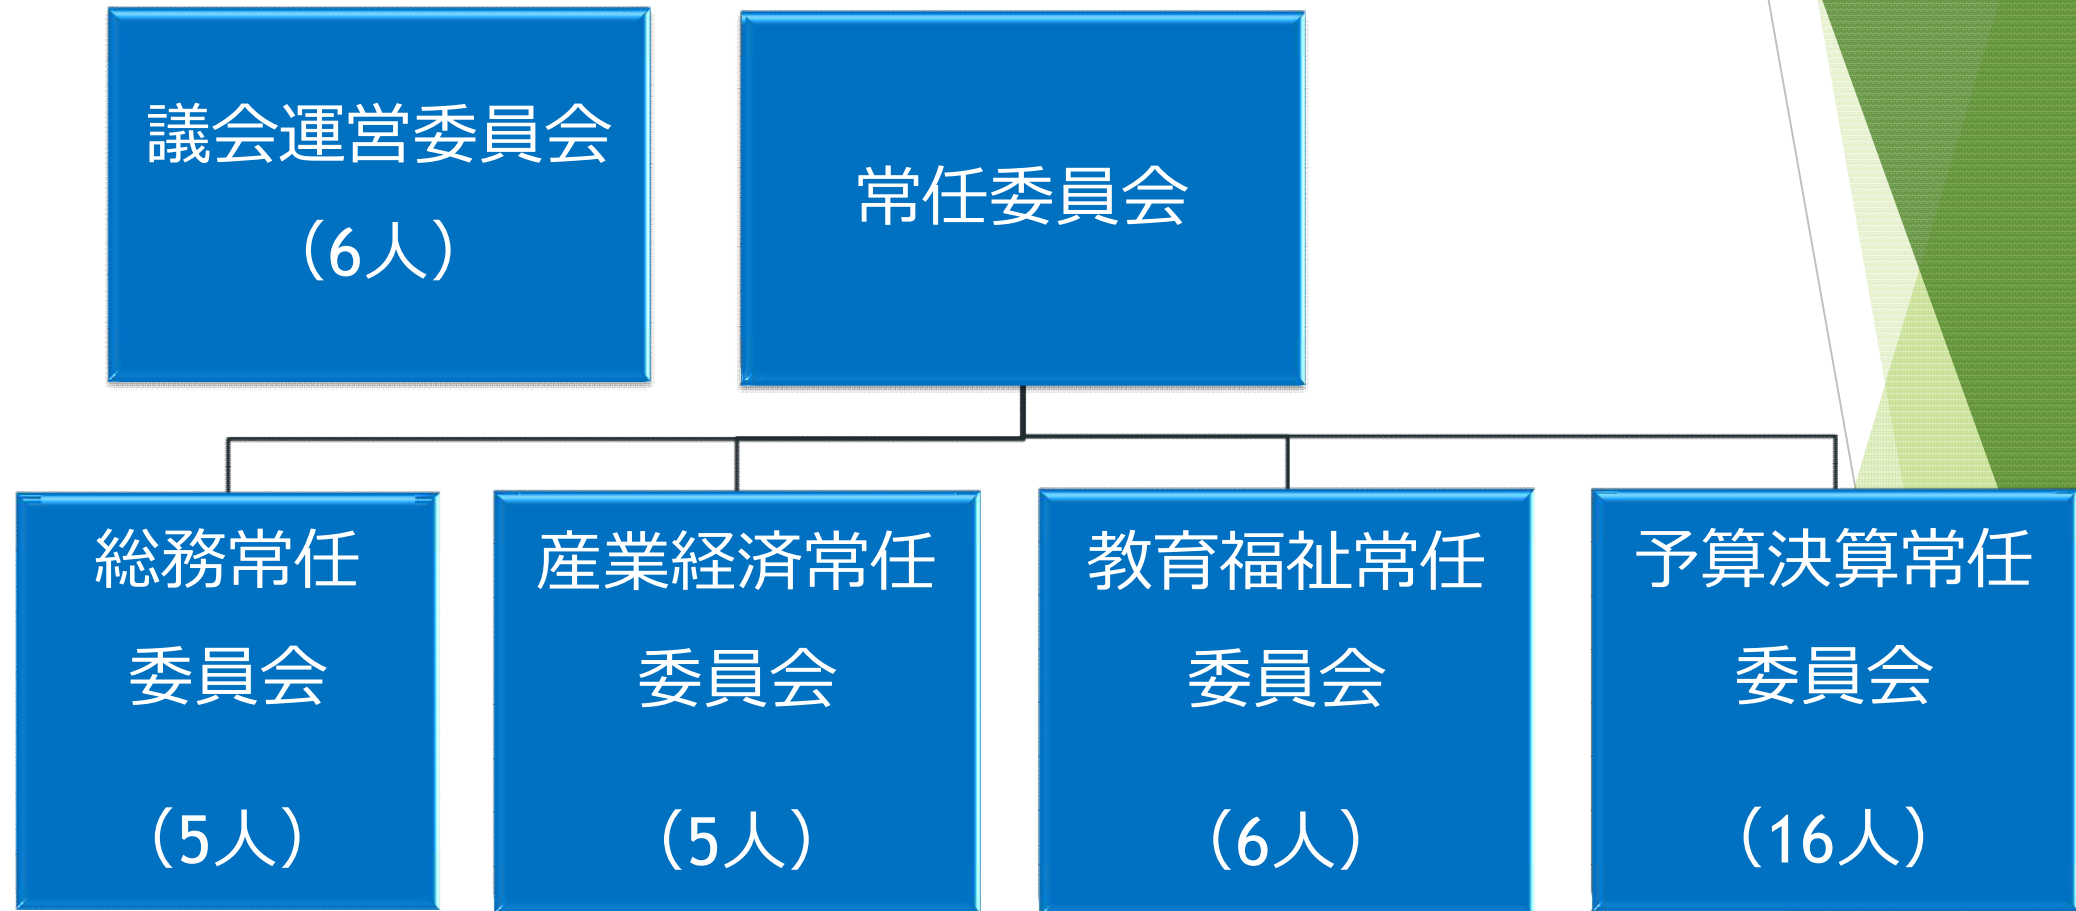 議会運営委員会
（6人）
常任委員会
総務常任
委員会
（5人）
産業経済常任
委員会
（5人）
教育福祉常任
委員会
（6人）
予算決算常任
委員会
（16人）